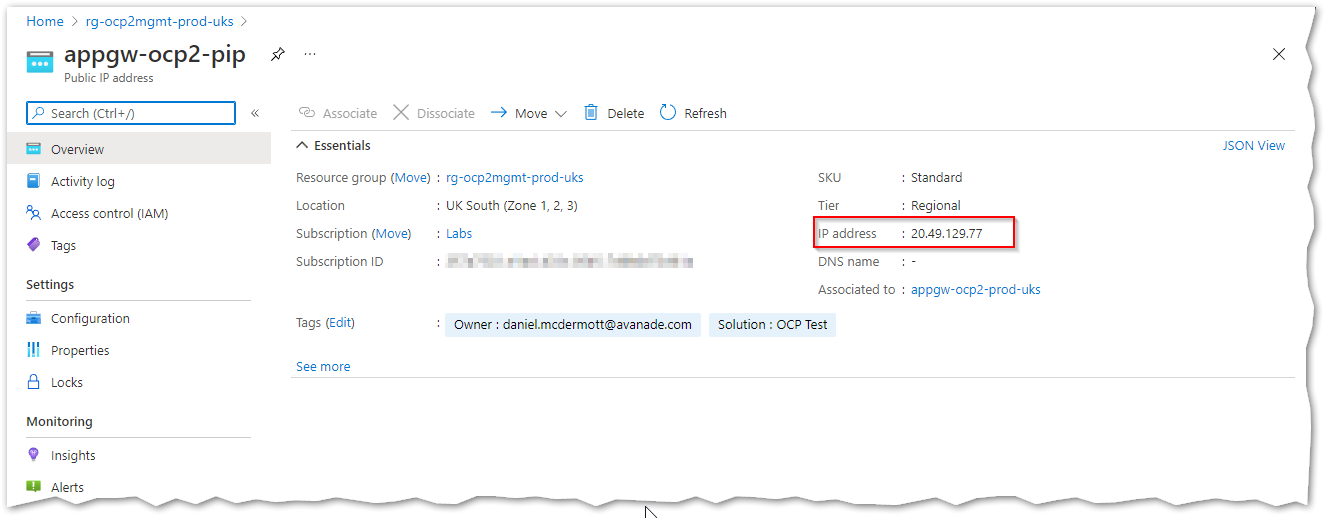 Home > rg-ocp2mgmt-prod-uks >
appgw-ocp2-pip ...
Public IP address
Search (Ctrl+/) «
Overview
Activity log
Access control (IAM)
Tags
Settings
Configuration
Properties
Locks
Monitoring
Insights
Alerts
Associate Dissociate Move Delete Refresh
Essentials JSON View
Resource group (Move) : rg-ocp2mgmt-prod-uks
Location : UK South (Zone 1, 2, 3)
Subscription (Move) : Labs
Subscription ID :
SKU : Standard
Tier : Regional
IP address : 20.49.129.77
DNS name : -
Associated to : appgw-ocp2-prod-uks
Tags (Edit) : Owner : daniel.mcdermott@avanade.com Solution : OCP Test
See more